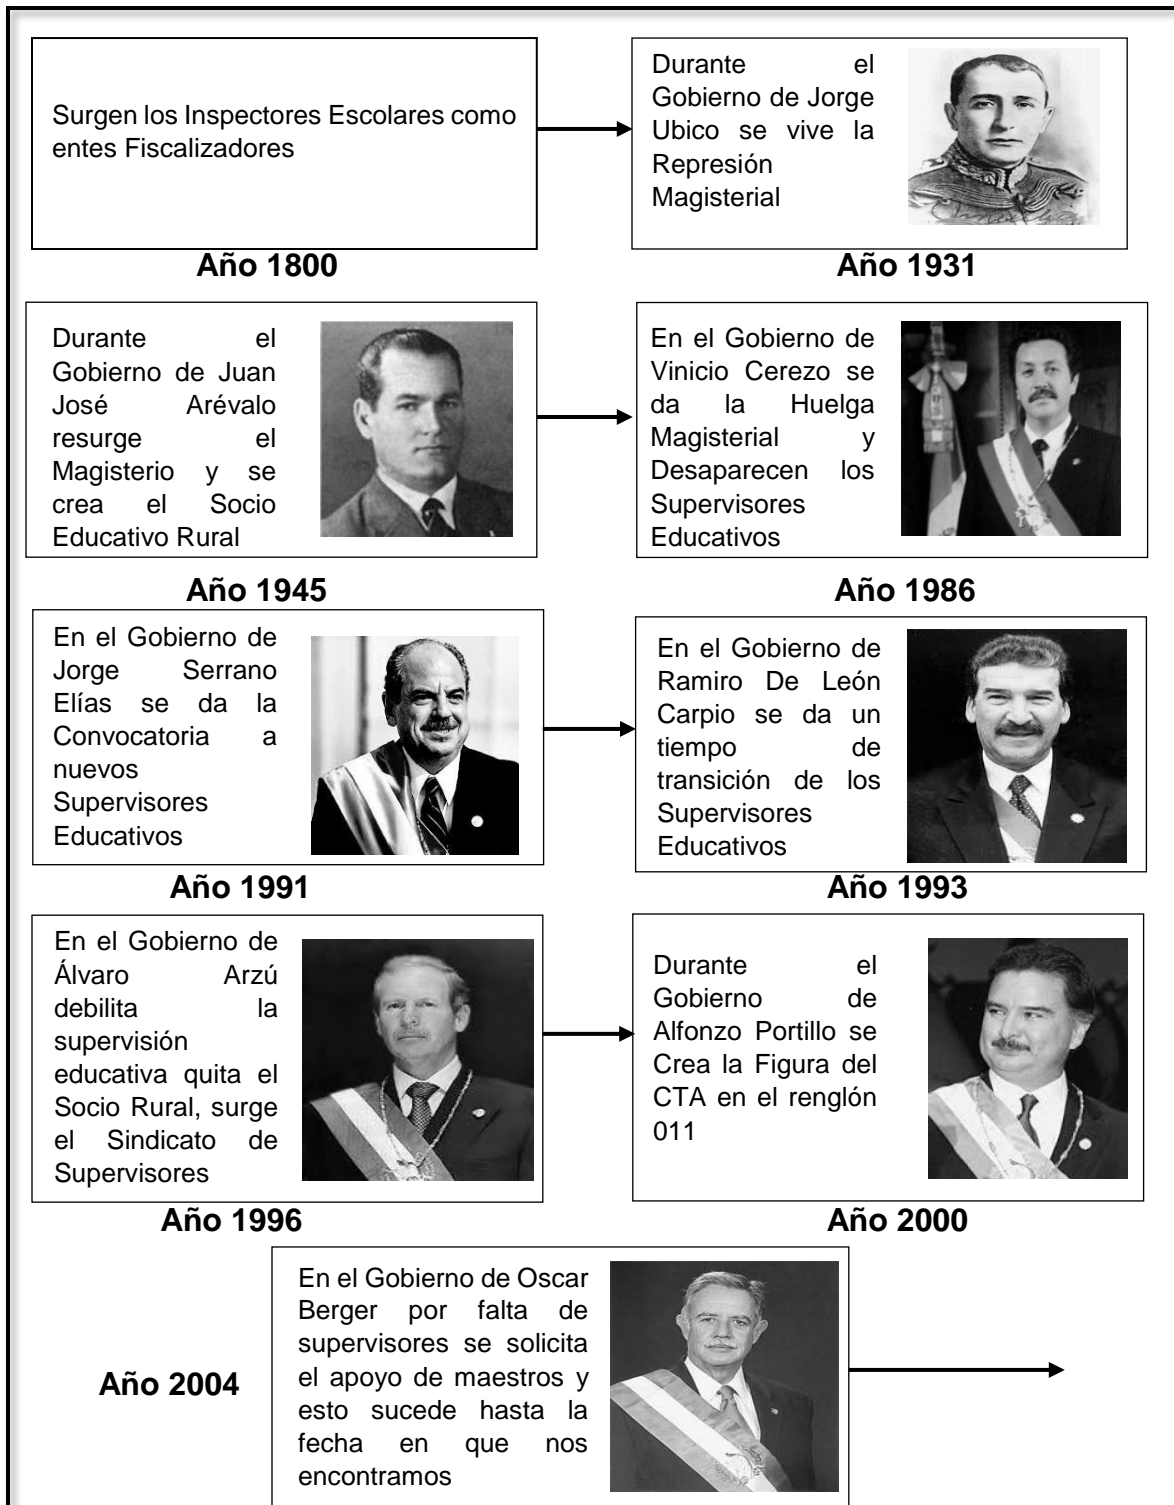 Surgen los Inspectores Escolares como
entes Fiscalizadores
Año 1800
Durante el
Gobierno de Jorge
Ubico se vive la
Represión
Magisterial
Año 1931
Durante el
Gobierno de Juan
José Arévalo
resurge el
Magisterio y se
crea el Socio
Educativo Rural
Año 1945
En el Gobierno de
Vinicio Cerezo se
da la Huelga
Magisterial y
Desaparecen los
Supervisores
Educativos
Año 1986
En el Gobierno de
Jorge Serrano
Elías se da la
Convocatoria a
nuevos
Supervisores
Educativos
Año 1991
En el Gobierno de
Ramiro De León
Carpio se da un
tiempo de
transición de los
Supervisores
Educativos
Año 1993
En el Gobierno de
Álvaro Arzú
debilita la
supervisión
educativa quita el
Socio Rural, surge
el Sindicato de
Supervisores
Año 1996
Durante el
Gobierno de
Alfonzo Portillo se
Crea la Figura del
CTA en el renglón
011
Año 2000
Año 2004
En el Gobierno de Oscar
Berger por falta de
supervisores se solicita
el apoyo de maestros y
esto sucede hasta la
fecha en que nos
encontramos